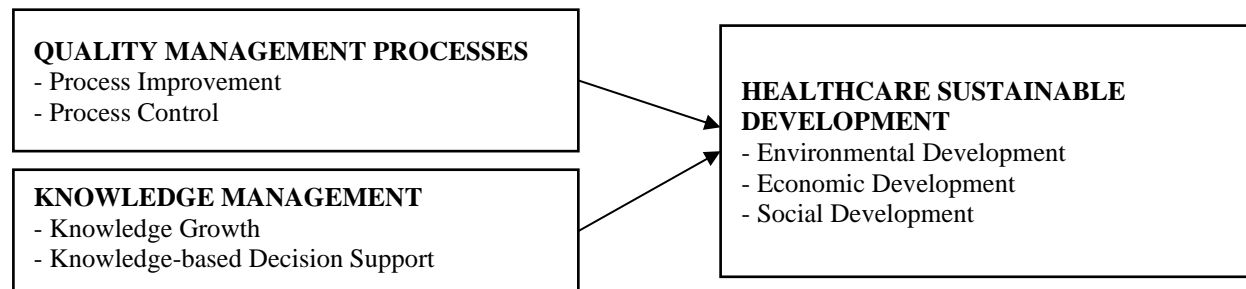 QUALITY MANAGEMENT PROCESSES
- Process Improvement
- Process Control
KNOWLEDGE MANAGEMENT
- Knowledge Growth
- Knowledge-based Decision Support
HEALTHCARE SUSTAINABLE
DEVELOPMENT
- Environmental Development
- Economic Development
- Social Development